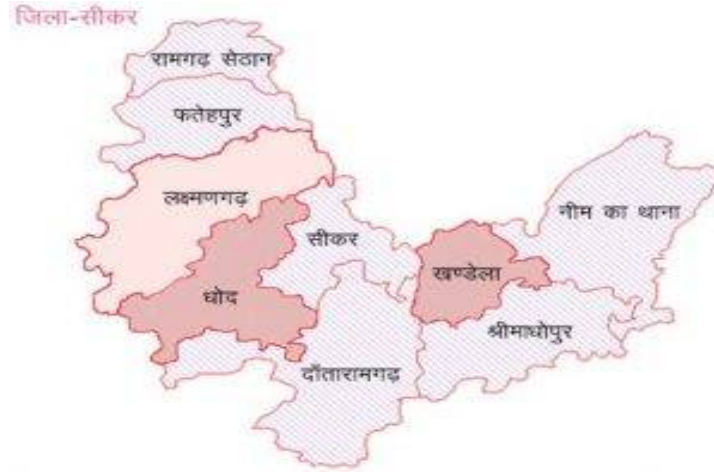 जिला-सीकर
रामगढ़ सेठान
फतेहपुर
लक्ष्मणगढ़
नीम का थाना
सीकर
खण्डेला
धोद
श्रीमाधोपुर
दाँतारामगढ़